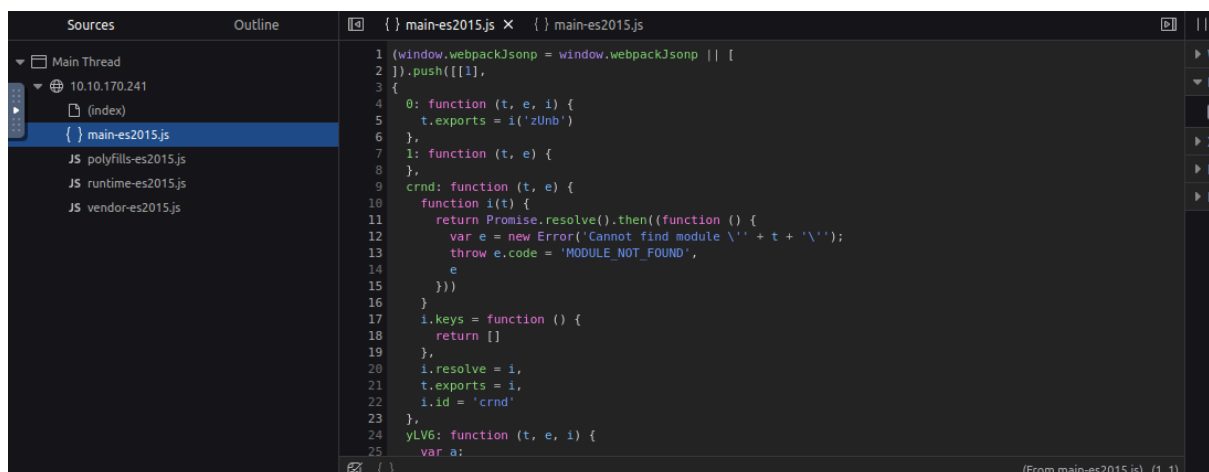 Sources Outline { } main-es2015.js × { } main-es2015.js
Main Thread
10.10.170.241
(index)
{ } main-es2015.js
JS polyfills-es2015.js
JS runtime-es2015.js
JS vendor-es2015.js
1 (window.webpackJsonp = window.webpackJsonp || [
2 ]).push([[1],
3 {
4 0: function (t, e, i) {
5 t.exports = i('zUnb')
6 },
7 1: function (t, e) {
8 },
9 crnd: function (t, e) {
10 function i(t) {
11 return Promise.resolve().then((function () {
12 var e = new Error('Cannot find module \'' + t + '\'');
13 throw e.code = 'MODULE_NOT_FOUND',
14 e
15 }))
16 }
17 i.keys = function () {
18 return []
19 },
20 i.resolve = i,
21 t.exports = i,
22 i.id = 'crnd'
23 },
24 yLV6: function (t, e, i) {
25 var a;
{ } (From main-es2015.js) (1, 1)